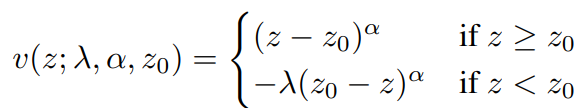 v(z; λ, α, z₀) = { (z − z₀)^α if z ≥ z₀
−λ(z₀ − z)^α if z < z₀